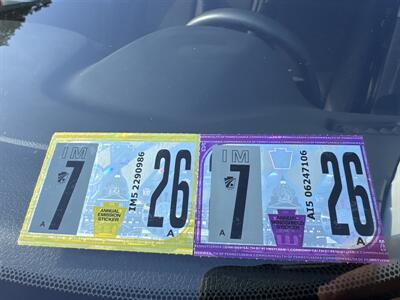 IM
7
A
IM5 2290986
26
A
ANNUAL
EMISSION
STICKER
IM
7
A
AI5 06247106
26
A